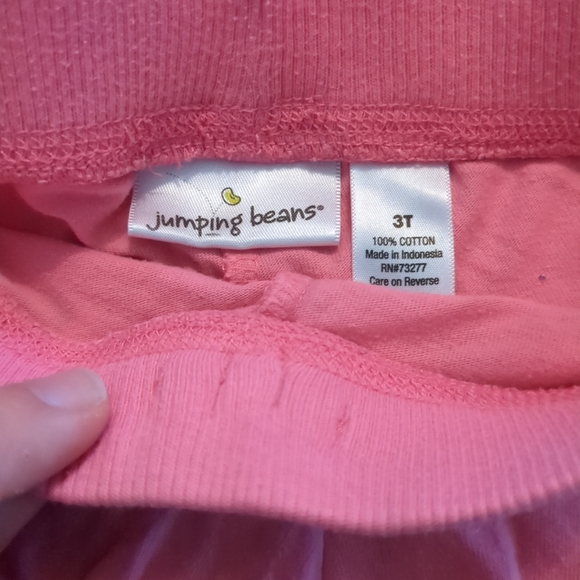 jumping beans®
3T
100% COTTON
Made in Indonesia
RN#73277
Care on Reverse